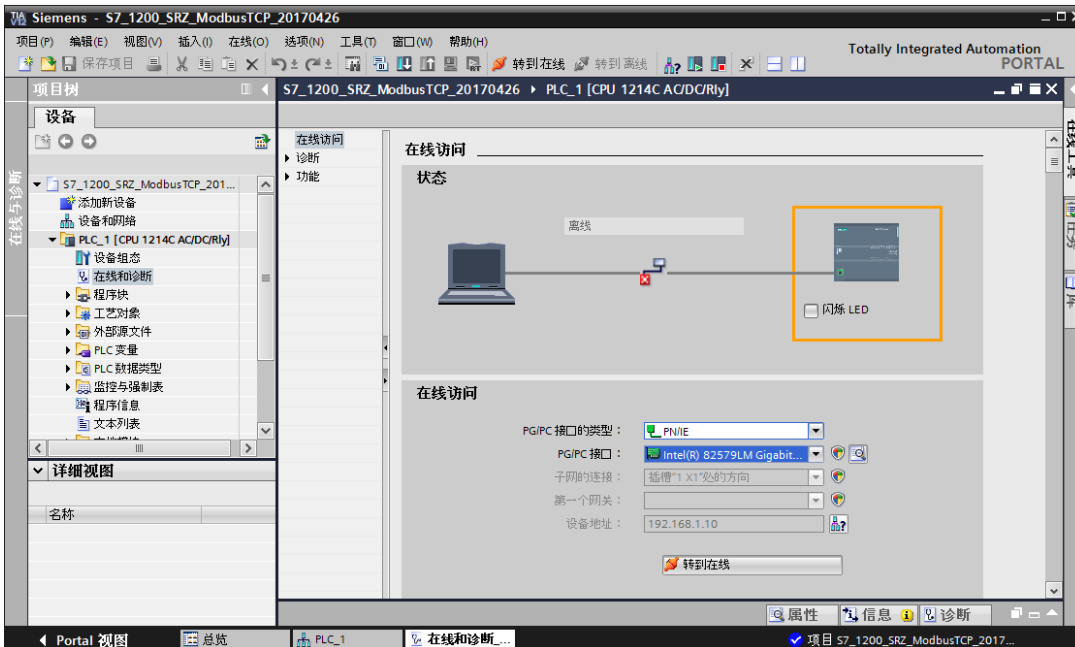 Siemens - S7_1200_SRZ_ModbusTCP_20170426
项目(P) 编辑(E) 视图(V) 插入(I) 在线(O) 选项(N) 工具(T) 窗口(W) 帮助(H)
Totally Integrated Automation
PORTAL
保存项目 转到在线 转到离线
项目树
S7_1200_SRZ_ModbusTCP_20170426 PLC_1 [CPU 1214C AC/DC/Rly]
设备
在线与诊断
S7_1200_SRZ_ModbusTCP_201...
添加新设备
设备和网络
PLC_1 [CPU 1214C AC/DC/Rly]
设备组态
在线和诊断
程序块
工艺对象
外部源文件
PLC 变量
PLC 数据类型
监控与强制表
程序信息
文本列表
详细视图
名称
在线访问
诊断
功能
在线访问
状态
离线
闪烁 LED
在线访问
PG/PC 接口的类型：
PN/IE
PG/PC 接口：
Intel(R) 82579LM Gigabit...
子网的连接：
插槽"1 X1"处的方向
第一个网关：
设备地址：
192.168.1.10
转到在线
在线工具
任务
库
属性 信息 诊断
Portal 视图 总览 PLC_1 在线和诊断_... 项目 S7_1200_SRZ_ModbusTCP_2017...